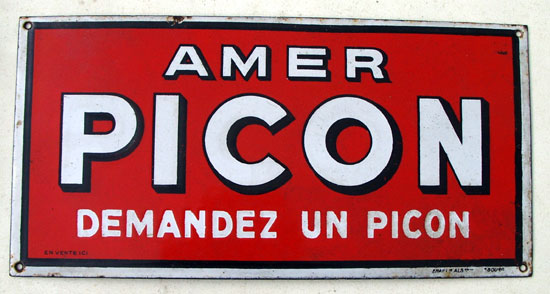 AMER
PICON
DEMANDEZ UN PICON
EN VENTE ICI